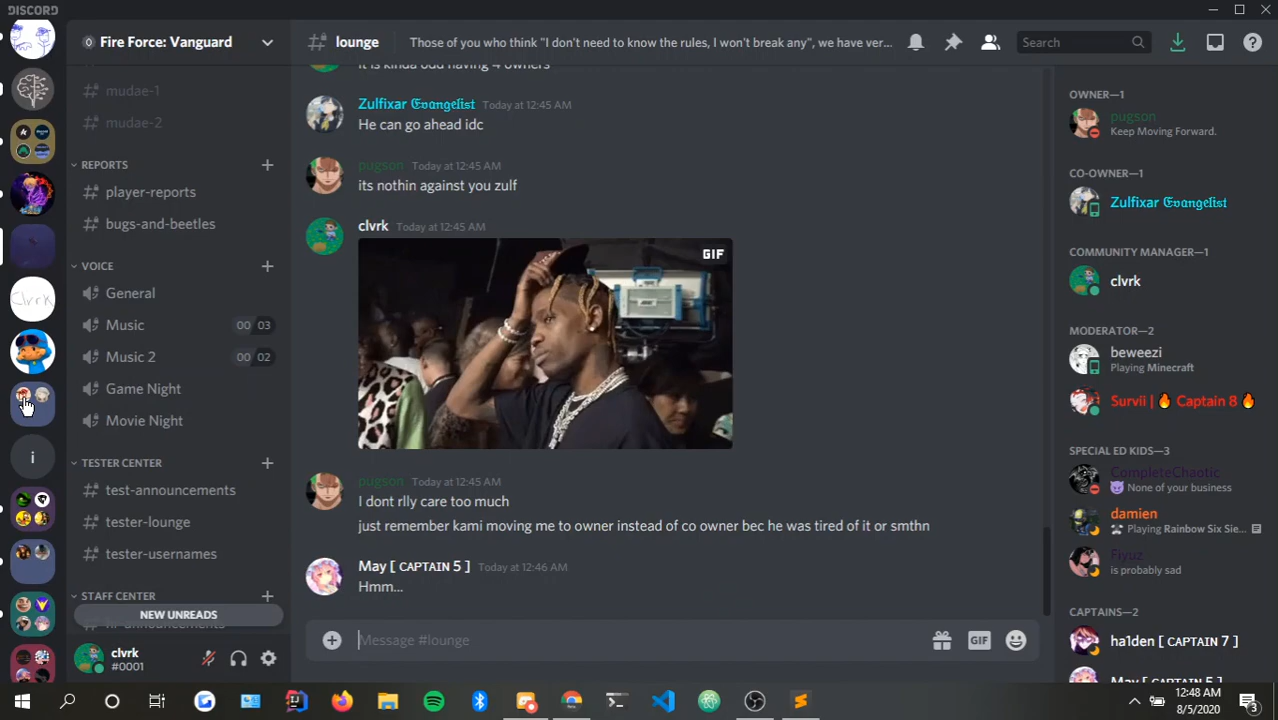 DISCORD
Fire Force: Vanguard
lounge
Those of you who think "I don't need to know the rules, I won't break any", we have ver...
Search
mudae-1
mudae-2
REPORTS
player-reports
bugs-and-beetles
VOICE
General
Music
00 03
Music 2
00 02
Game Night
Movie Night
TESTER CENTER
test-announcements
tester-lounge
tester-usernames
STAFF CENTER
NEW UNREADS
clvrk
#0001
Clvrk
i
it is kinda odd having 4 owners
Zulfixar 𝕰𝖛𝖆𝖓𝖌𝖊𝖑𝖎𝖘𝖙 Today at 12:45 AM
He can go ahead idc
pugson Today at 12:45 AM
its nothin against you zulf
clvrk Today at 12:45 AM
GIF
pugson Today at 12:45 AM
I dont rlly care too much
just remember kami moving me to owner instead of co owner bec he was tired of it or smthn
May [ CAPTAIN 5 ] Today at 12:46 AM
Hmm...
Message #lounge
GIF
OWNER—1
pugson
Keep Moving Forward.
CO-OWNER—1
Zulfixar 𝕰𝖛𝖆𝖓𝖌𝖊𝖑𝖎𝖘𝖙
COMMUNITY MANAGER—1
clvrk
MODERATOR—2
beweezi
Playing Minecraft
Survii | 🔥 Captain 8 🔥
SPECIAL ED KIDS—3
CompleteChaotic
😈 None of your business
damien
Playing Rainbow Six Sie...
Fiyuz
is probably sad
CAPTAINS—2
ha1den [ CAPTAIN 7 ]
May [ CAPTAIN 5 ]
12:48 AM
8/5/2020
3